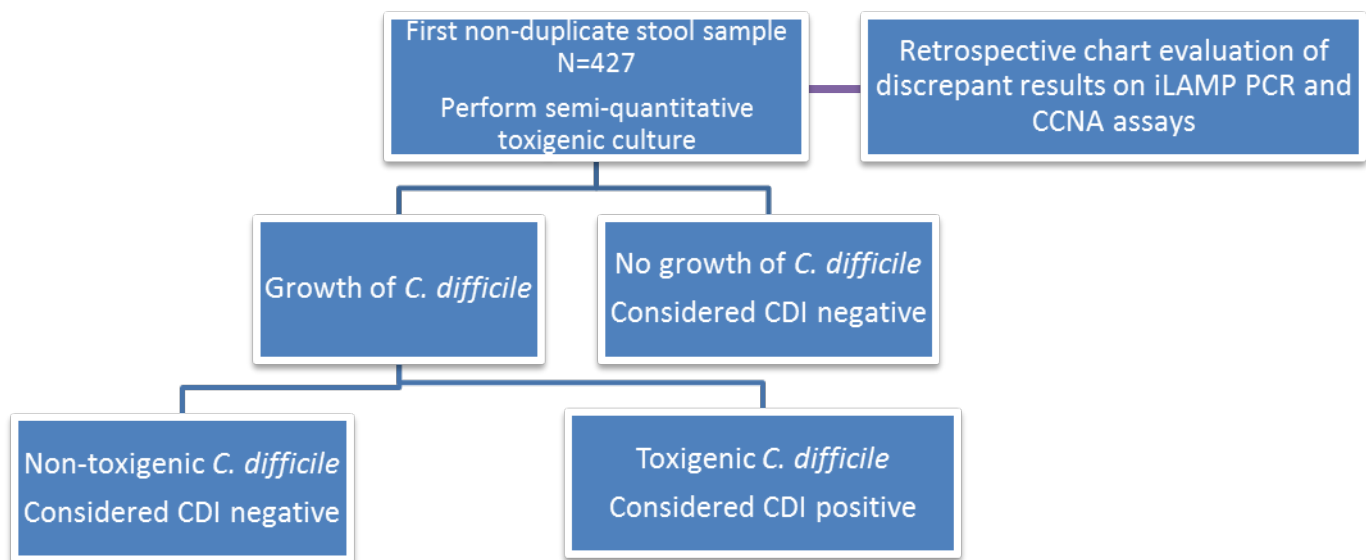 First non-duplicate stool sample
N=427
Perform semi-quantitative
toxigenic culture
Retrospective chart evaluation of
discrepant results on iLAMP PCR and
CCNA assays
Growth of C. difficile
No growth of C. difficile
Considered CDI negative
Non-toxigenic C. difficile
Considered CDI negative
Toxigenic C. difficile
Considered CDI positive